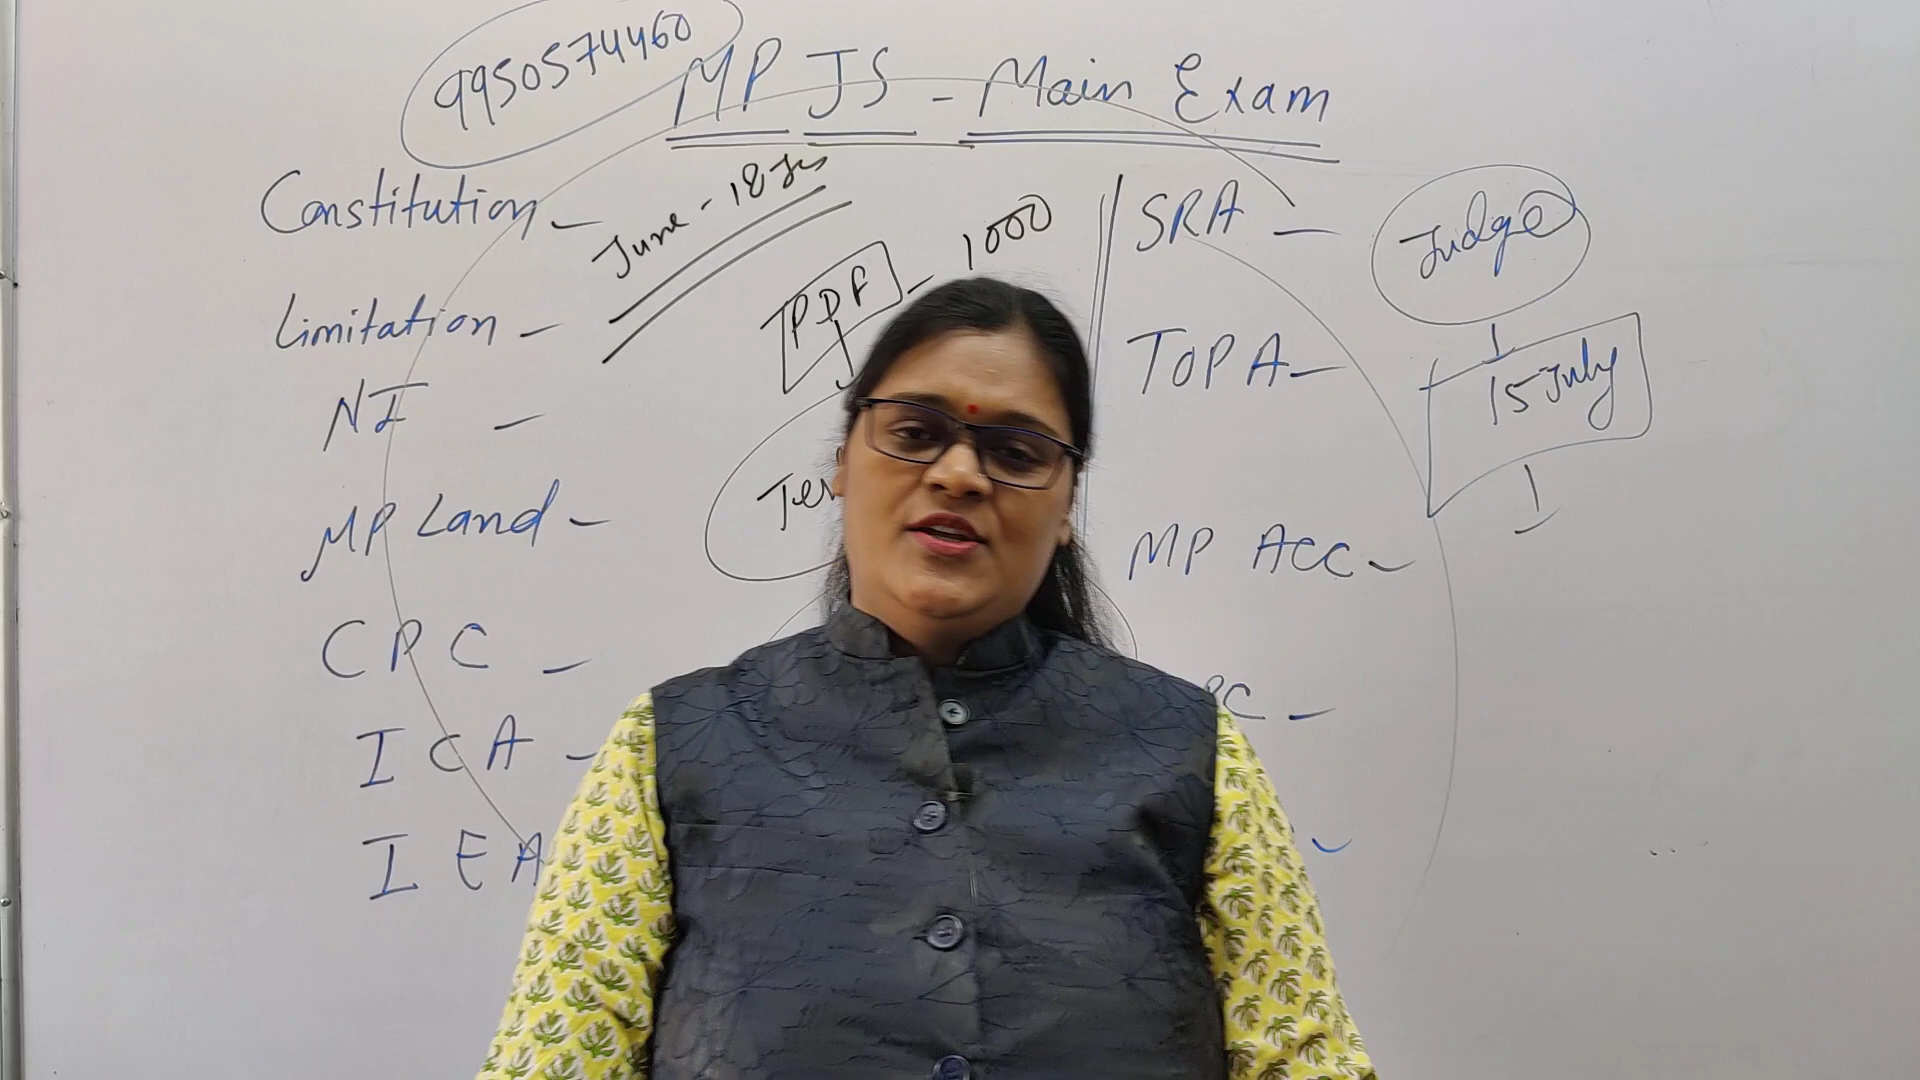 9950574460
MP JS - Main Exam
Constitution -
June - 18
Limitation -
NI -
MP Land -
CPC -
ICA -
IEA
PDF - 1000
SRA -
TOPA -
MP ACC -
PC -
Judge
15 July